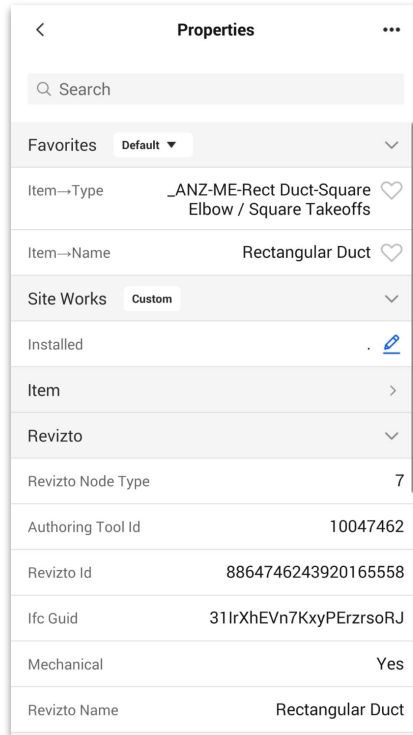 Properties
Search
Favorites Default
Item→Type _ANZ-ME-Rect Duct-Square
Elbow / Square Takeoffs
Item→Name Rectangular Duct
Site Works Custom
Installed .
Item
Revizto
Revizto Node Type 7
Authoring Tool Id 10047462
Revizto Id 8864746243920165558
Ifc Guid 31IrXhEVn7KxyPErzrsoRJ
Mechanical Yes
Revizto Name Rectangular Duct